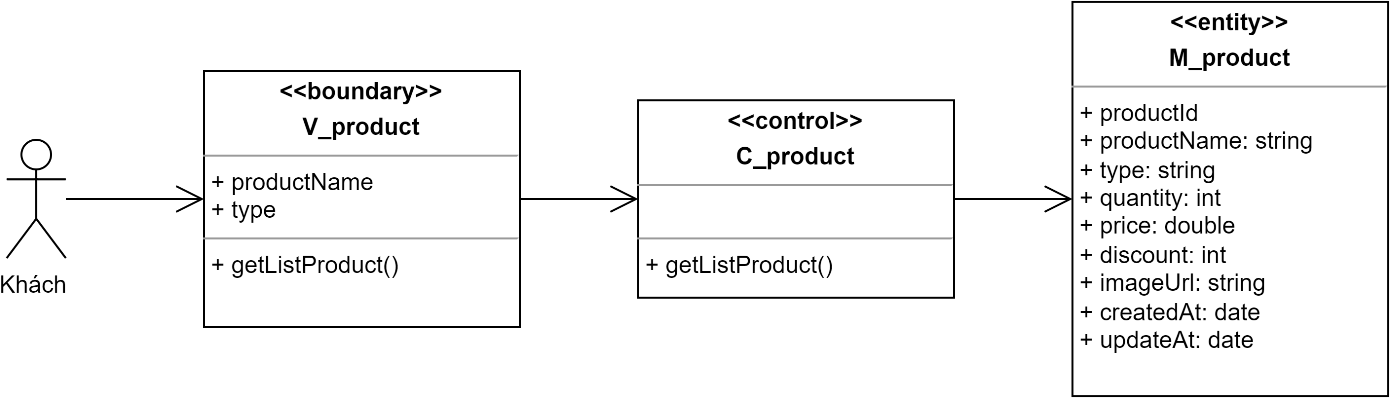 Khách
<<boundary>>
V_product
+ productName
+ type
+ getListProduct()
<<control>>
C_product
+ getListProduct()
<<entity>>
M_product
+ productId
+ productName: string
+ type: string
+ quantity: int
+ price: double
+ discount: int
+ imageUrl: string
+ createdAt: date
+ updateAt: date